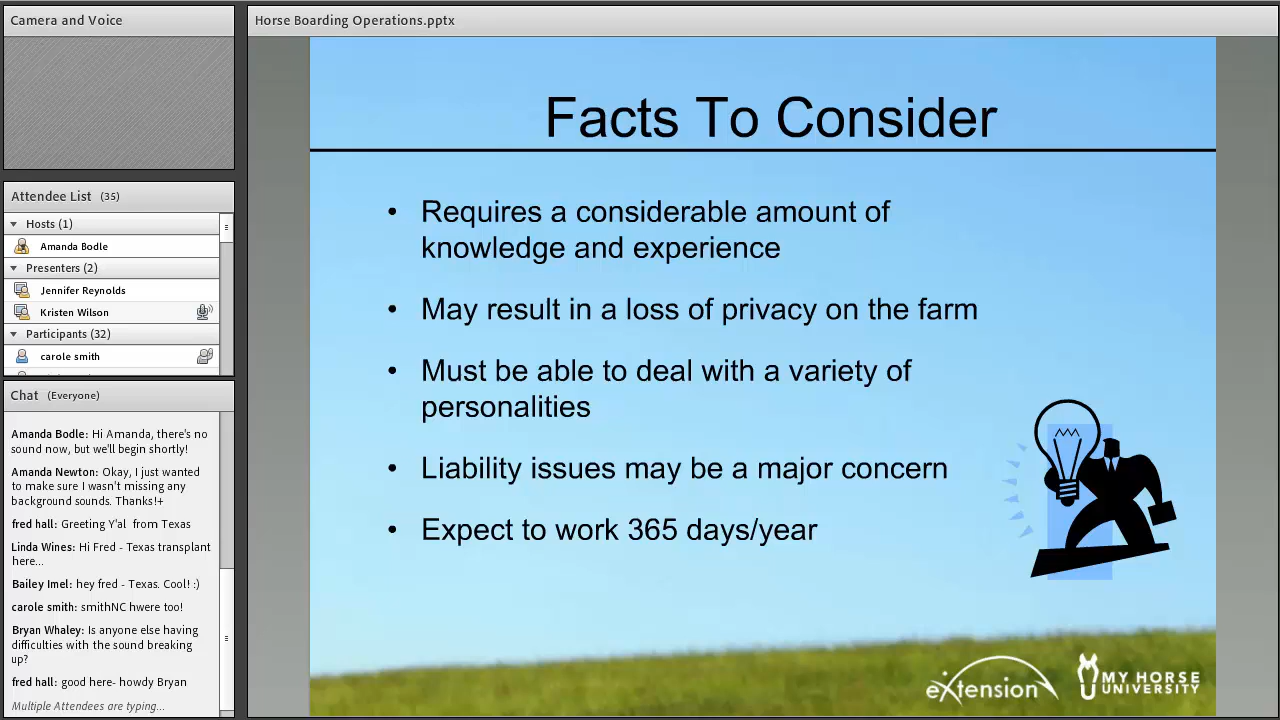 Camera and Voice
Attendee List (35)
Hosts (1)
Amanda Bodle
Presenters (2)
Jennifer Reynolds
Kristen Wilson
Participants (32)
carole smith
Chat (Everyone)
Amanda Bodle: Hi Amanda, there's no
sound now, but we'll begin shortly!
Amanda Newton: Okay, I just wanted
to make sure I wasn't missing any
background sounds. Thanks!+
fred hall: Greeting Y'al from Texas
Linda Wines: Hi Fred - Texas transplant
here...
Bailey Imel: hey fred - Texas. Cool! :)
carole smith: smithNC hwere too!
Bryan Whaley: Is anyone else having
difficulties with the sound breaking
up?
fred hall: good here- howdy Bryan
Multiple Attendees are typing...
Horse Boarding Operations.pptx
Facts To Consider
• Requires a considerable amount of
knowledge and experience
• May result in a loss of privacy on the farm
• Must be able to deal with a variety of
personalities
• Liability issues may be a major concern
• Expect to work 365 days/year
eXtension
MY HORSE
UNIVERSITY